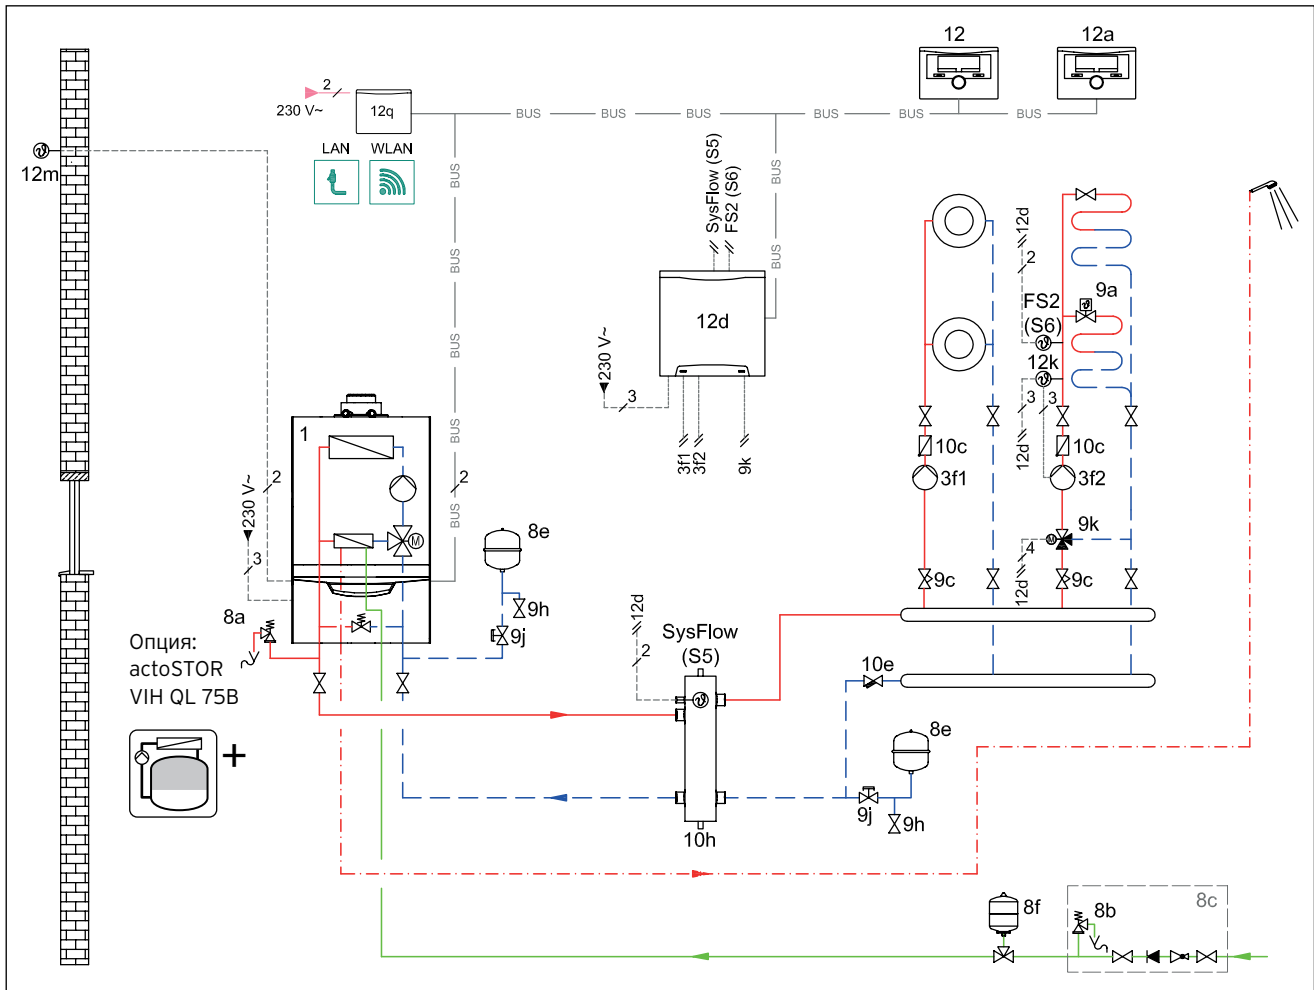 12
12a
2
230 V~
12q
BUS
BUS
BUS
BUS
BUS
LAN
WLAN
12m
BUS
BUS
BUS
BUS
BUS
SysFlow (S5)
FS2 (S6)
12d
2
9a
FS2
(S6)
12k
12d
230 V~
3
3
3
1
2
2
3f1
3f2
9k
12d
10c
10c
3f1
3f2
230 V~
3
8e
9k
4
12d
9c
9c
9h
9j
8a
12d
2
SysFlow
(S5)
10e
Опция:
actoSTOR
VIH QL 75B
+
8e
9j
9h
10h
8f
8b
8c
M
M